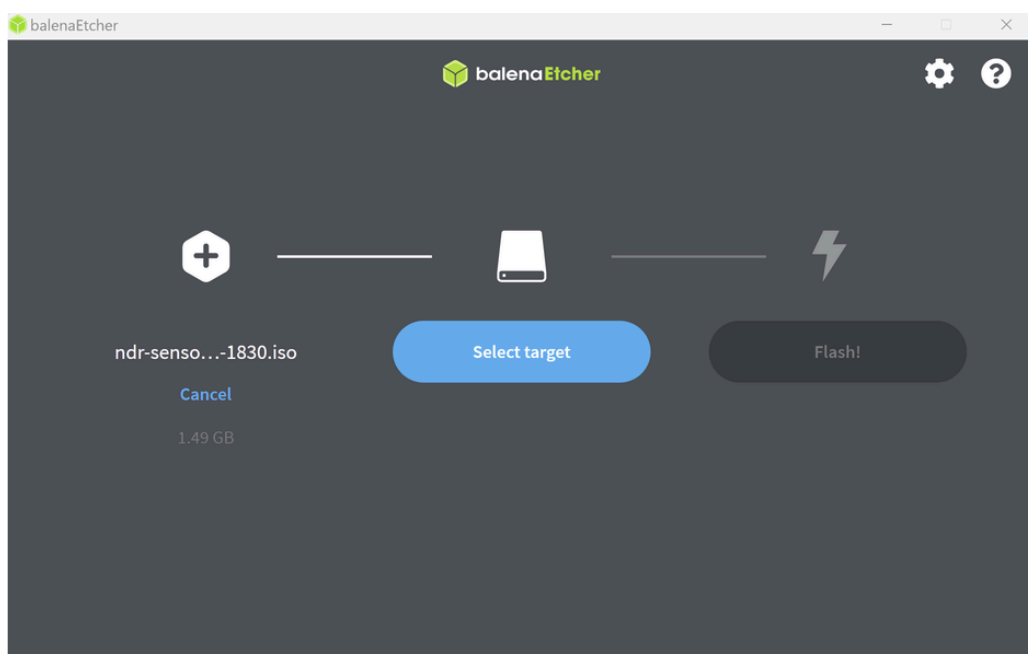 balenaEtcher
balenaEtcher
ndr-senso...-1830.iso
Select target
Flash!
Cancel
1.49 GB